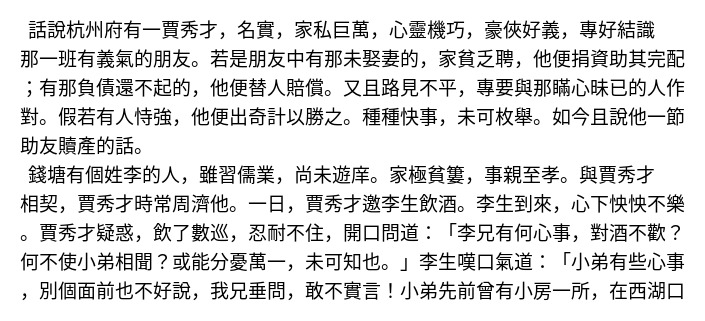 話說杭州府有一賈秀才，名實，家私巨萬，心靈機巧，豪俠好義，專好結識
那一班有義氣的朋友。若是朋友中有那未娶妻的，家貧乏聘，他便捐資助其完配
；有那負債還不起的，他便替人賠償。又且路見不平，專要與那瞞心昧已的人作
對。假若有人恃強，他便出奇計以勝之。種種快事，未可枚舉。如今且說他一節
助友贖產的話。
錢塘有個姓李的人，雖習儒業，尚未遊庠。家極貧窶，事親至孝。與賈秀才
相契，賈秀才時常周濟他。一日，賈秀才邀李生飲酒。李生到來，心下怏怏不樂
。賈秀才疑惑，飲了數巡，忍耐不住，開口問道：「李兄有何心事，對酒不歡？
何不使小弟相聞？或能分憂萬一，未可知也。」李生嘆口氣道：「小弟有些心事
，別個面前也不好說，我兄垂問，敢不實言！小弟先前曾有小房一所，在西湖口